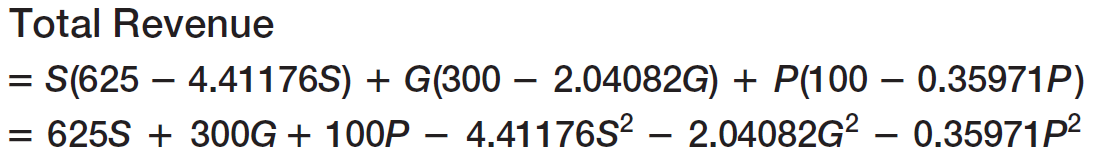 Total Revenue
= S(625 − 4.41176S) + G(300 − 2.04082G) + P(100 − 0.35971P)
= 625S + 300G + 100P − 4.41176S² − 2.04082G² − 0.35971P²